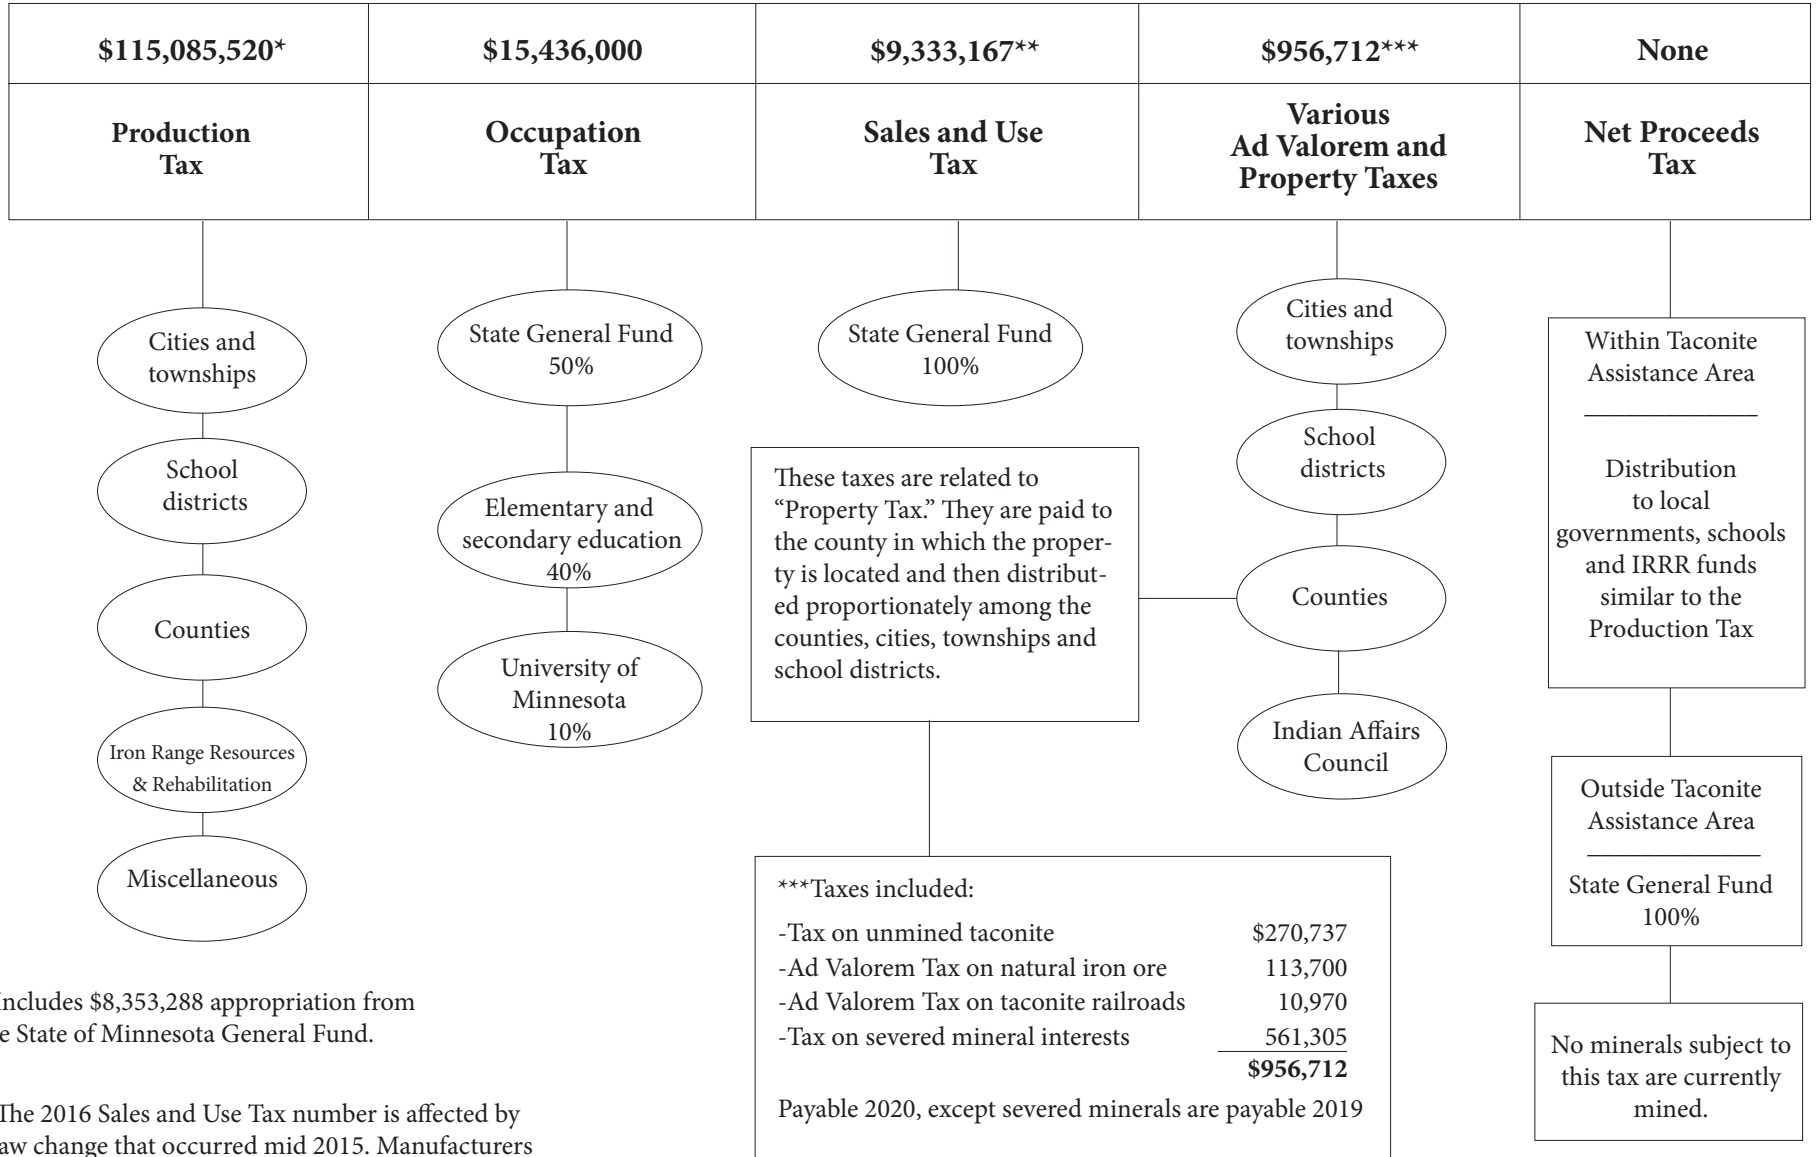 $115,085,520*
$15,436,000
$9,333,167**
$956,712***
None
Production
Tax
Occupation
Tax
Sales and Use
Tax
Various
Ad Valorem and
Property Taxes
Net Proceeds
Tax
Cities and
townships
School
districts
Counties
Iron Range Resources
& Rehabilitation
Miscellaneous
State General Fund
50%
Elementary and
secondary education
40%
University of
Minnesota
10%
State General Fund
100%
These taxes are related to
“Property Tax.” They are paid to
the county in which the proper-
ty is located and then distribut-
ed proportionately among the
counties, cities, townships and
school districts.
Cities and
townships
School
districts
Counties
Indian Affairs
Council
Within Taconite
Assistance Area
Distribution
to local
governments, schools
and IRRR funds
similar to the
Production Tax
Outside Taconite
Assistance Area
State General Fund
100%
No minerals subject to
this tax are currently
mined.
***Taxes included:
-Tax on unmined taconite $270,737
-Ad Valorem Tax on natural iron ore 113,700
-Ad Valorem Tax on taconite railroads 10,970
-Tax on severed mineral interests 561,305
$956,712
Payable 2020, except severed minerals are payable 2019
Includes $8,353,288 appropriation from
e State of Minnesota General Fund.
The 2016 Sales and Use Tax number is affected by
aw change that occurred mid 2015. Manufacturers